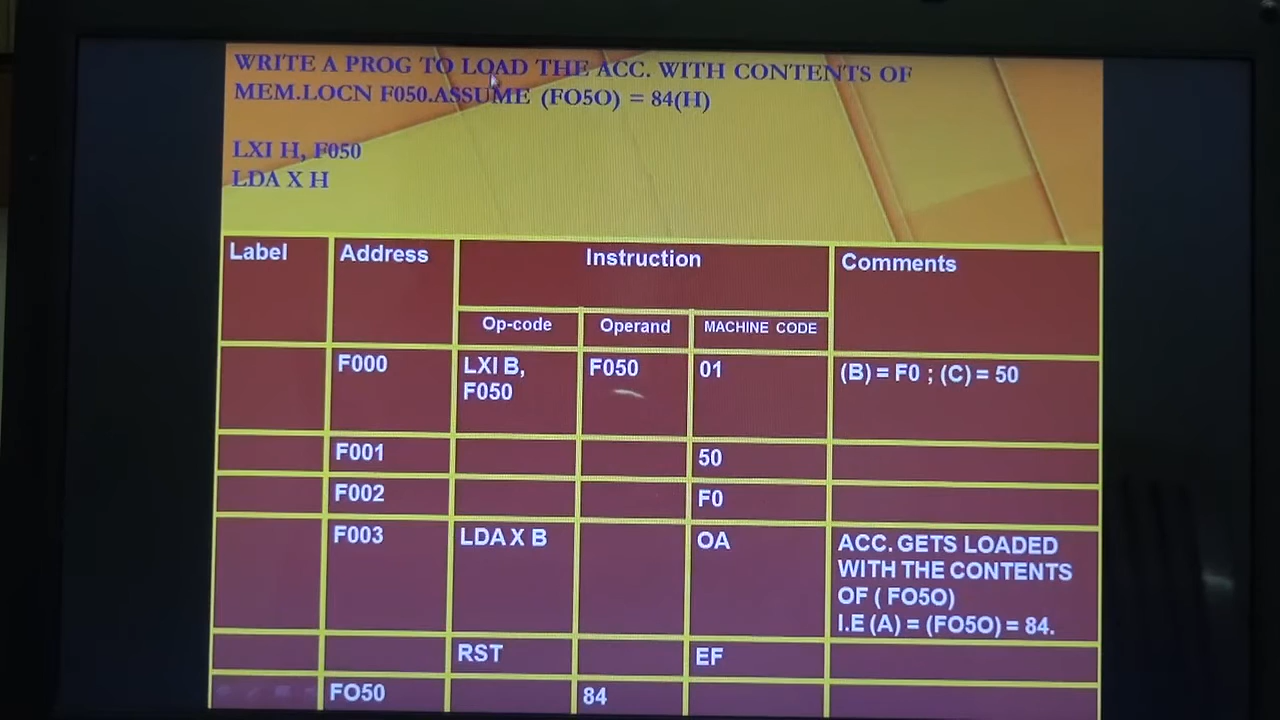 WRITE A PROG TO LOAD THE ACC. WITH CONTENTS OF
MEM.LOCN F050.ASSUME (FO5O) = 84(H)
LXI H, F050
LDA X H
Label Address Instruction Comments
Op-code Operand MACHINE CODE
F000 LXI B, F050 01 (B) = F0 ; (C) = 50
F050
F001 50
F002 F0
F003 LDA X B OA ACC. GETS LOADED
WITH THE CONTENTS
OF ( FO5O)
I.E (A) = (FO5O) = 84.
RST EF
FO50 84